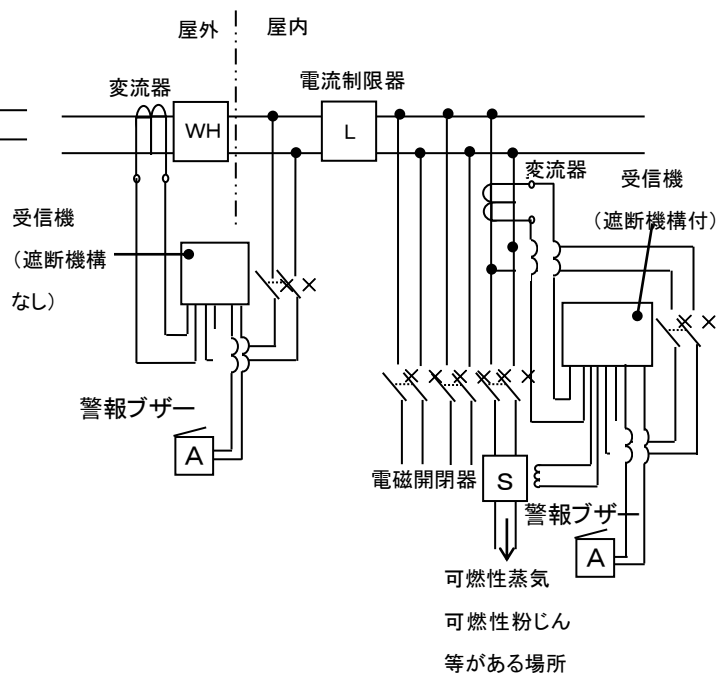 屋外
屋内
変流器
電流制限器
WH
L
変流器
受信機
（遮断機構付）
受信機
（遮断機構
なし）
警報ブザー
A
電磁開閉器
S
警報ブザー
A
可燃性蒸気
可燃性粉じん
等がある場所